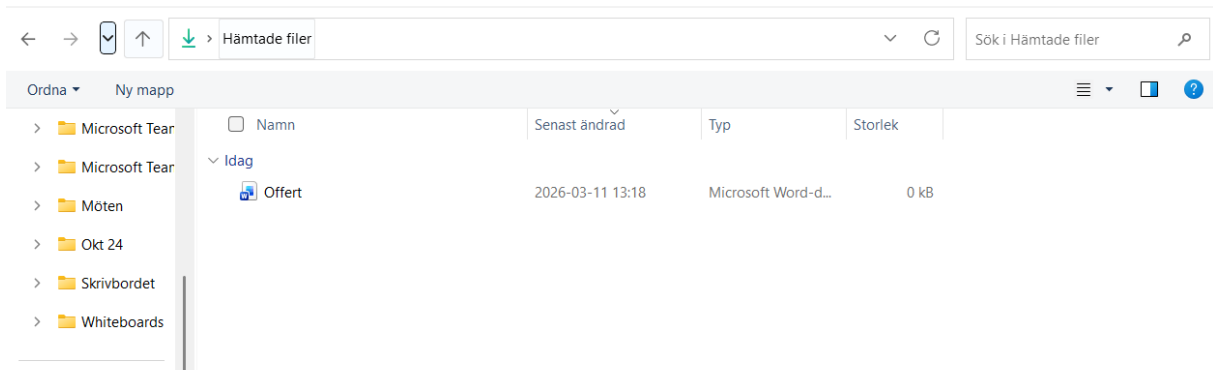 Hämtade filer
Sök i Hämtade filer
Ordna
Ny mapp
Namn
Senast ändrad
Typ
Storlek
Microsoft Tear
Idag
Microsoft Tear
Offert
2026-03-11 13:18
Microsoft Word-d...
0 kB
Möten
Okt 24
Skrivbordet
Whiteboards